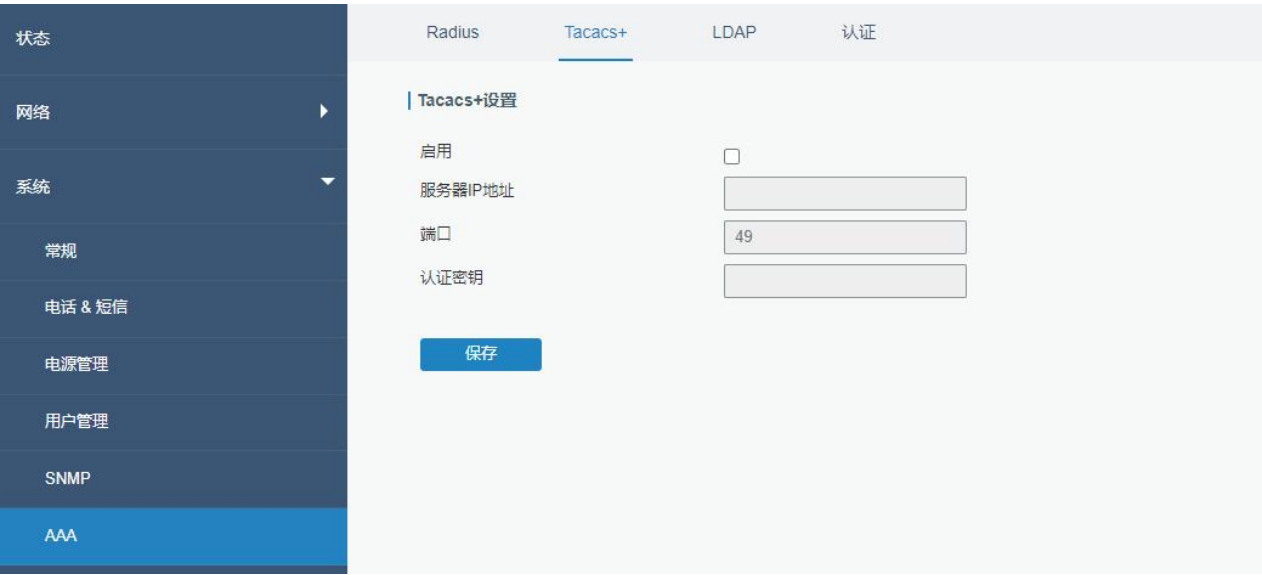 状态
网络
系统
常规
电话 & 短信
电源管理
用户管理
SNMP
AAA
Radius Tacacs+ LDAP 认证
Tacacs+设置
启用
服务器IP地址
端口 49
认证密钥
保存